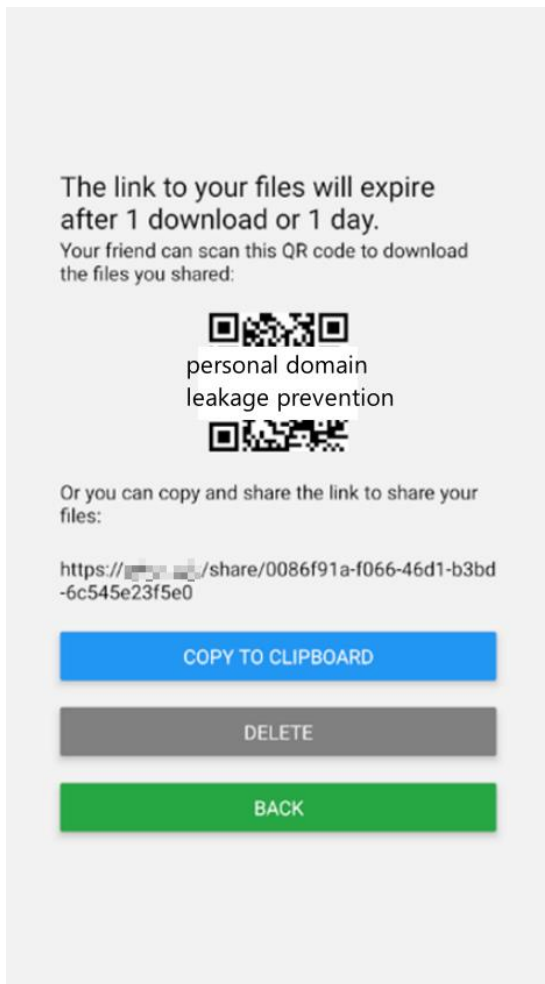 The link to your files will expire
after 1 download or 1 day.
Your friend can scan this QR code to download
the files you shared:
personal domain
leakage prevention
Or you can copy and share the link to share your
files:
https:// /share/0086f91a-f066-46d1-b3bd
-6c545e23f5e0
COPY TO CLIPBOARD
DELETE
BACK